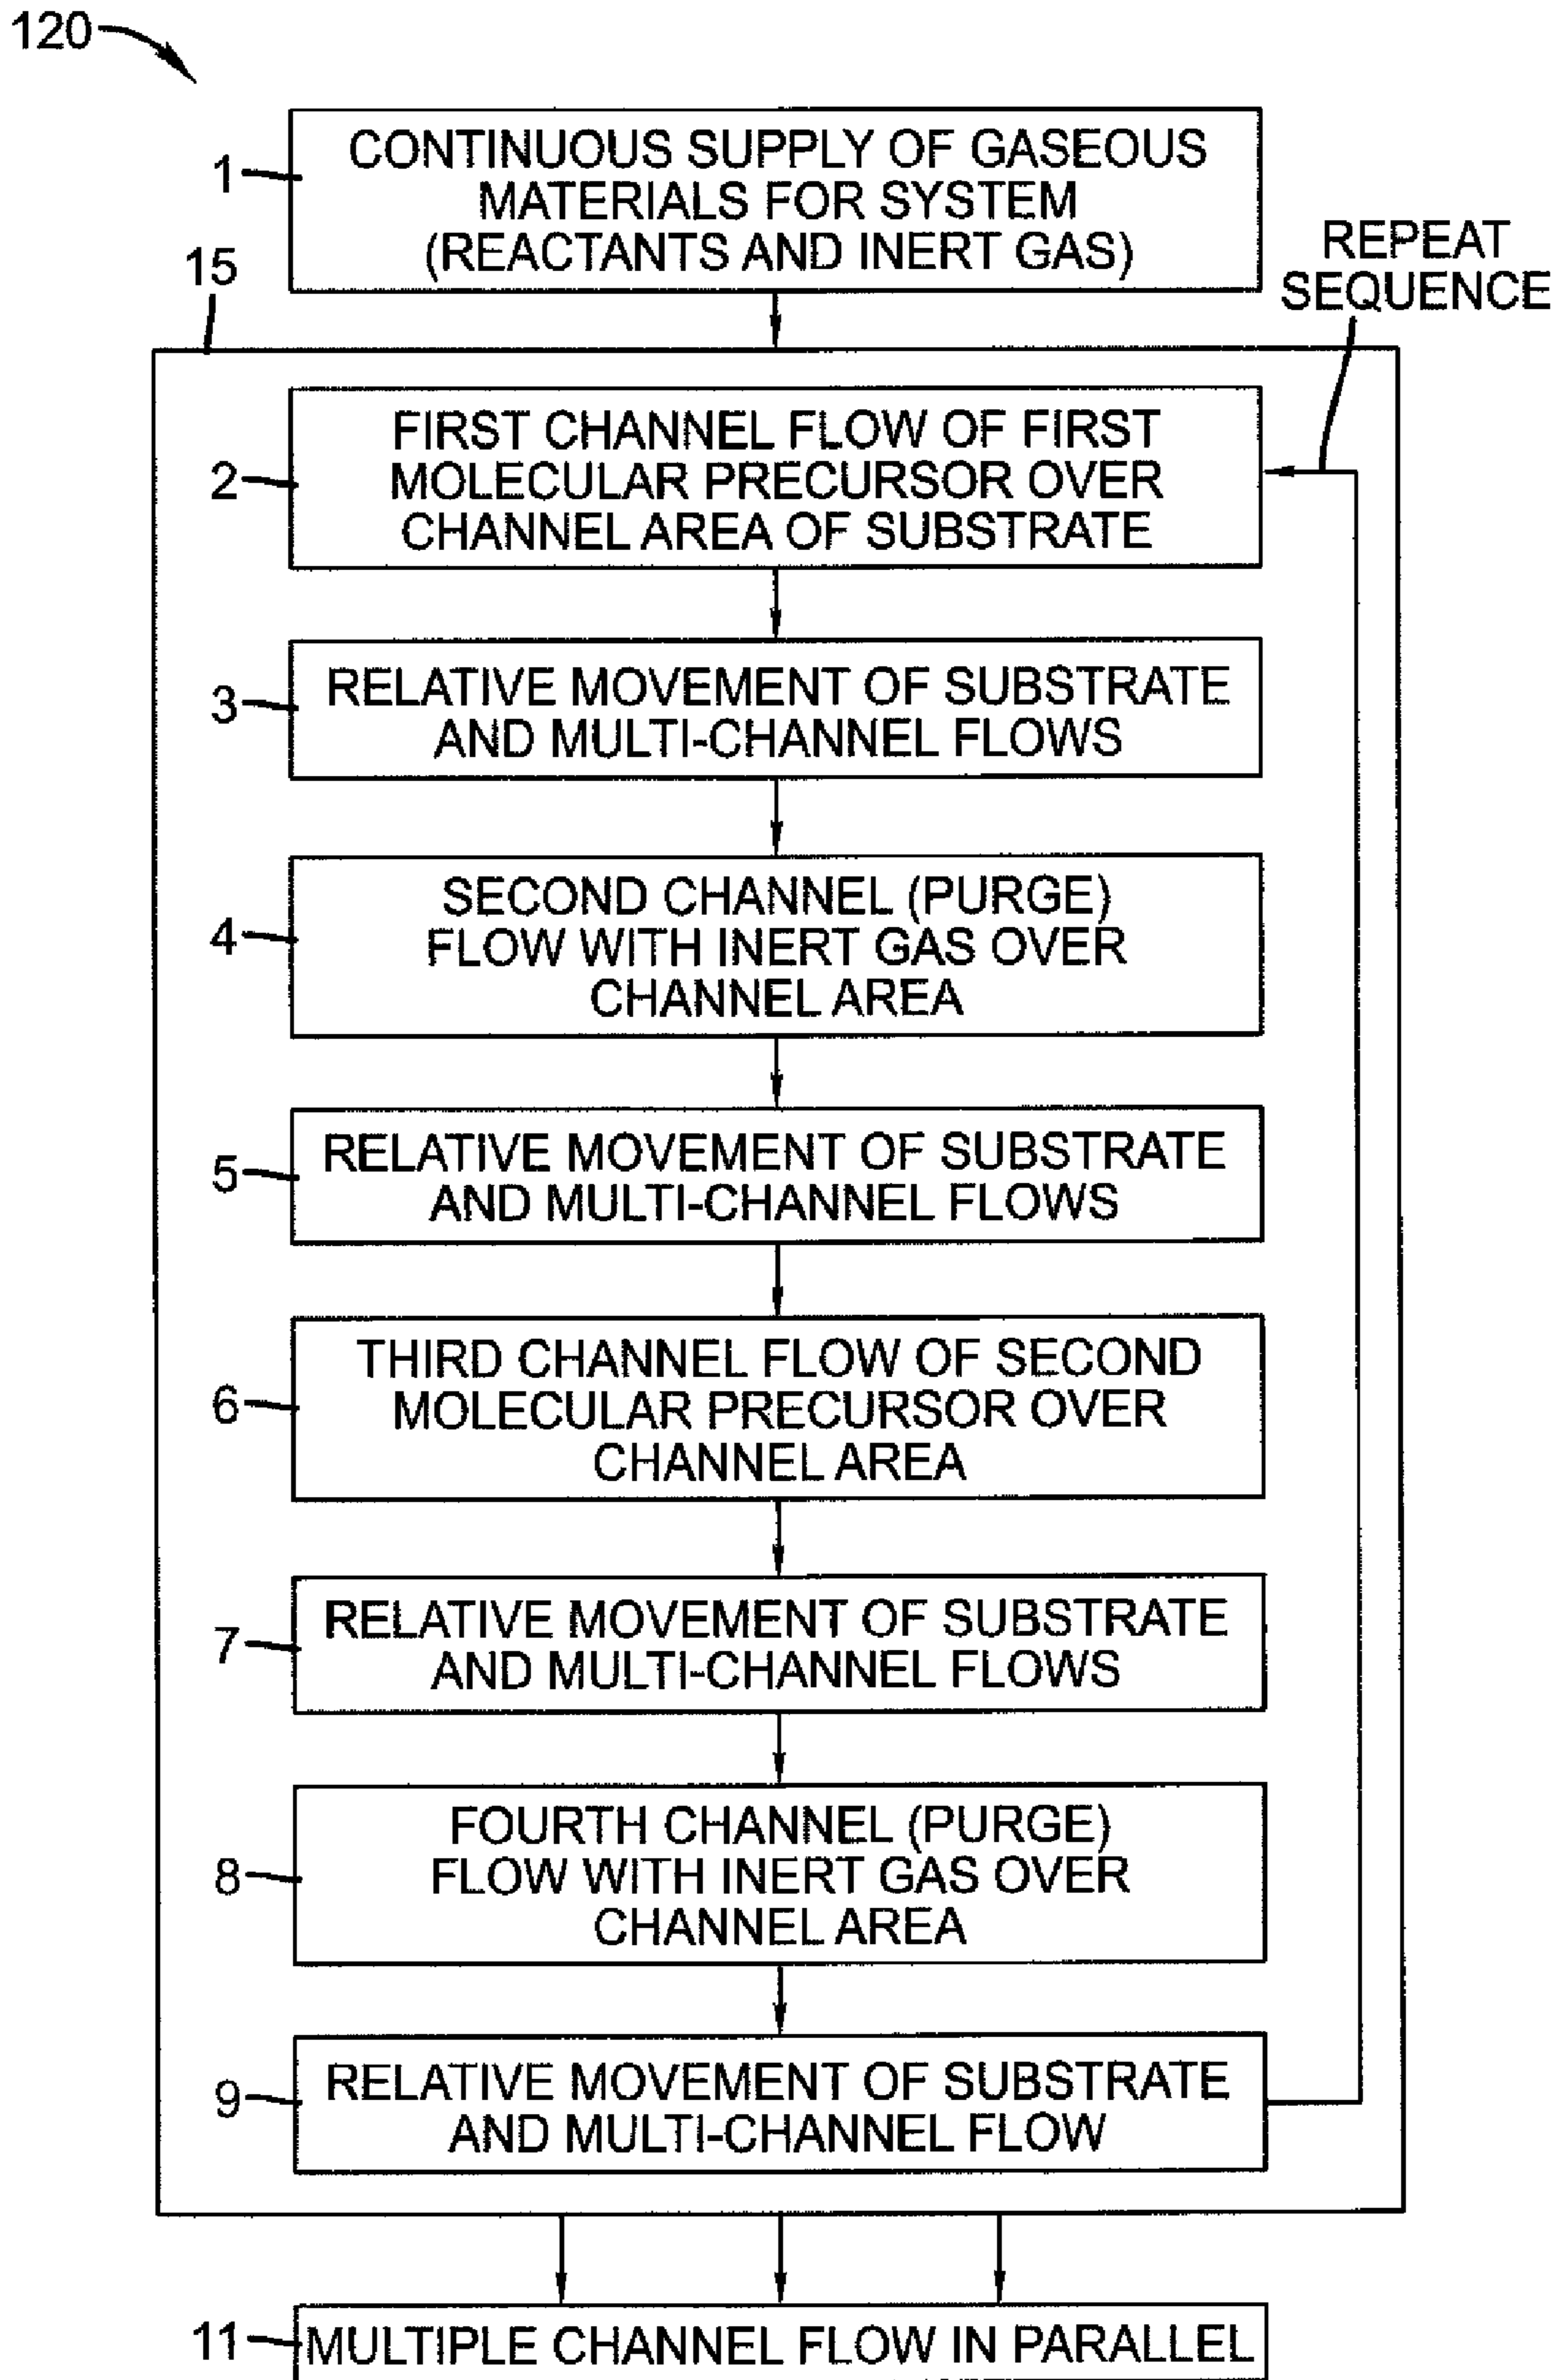 120
1
CONTINUOUS SUPPLY OF GASEOUS
MATERIALS FOR SYSTEM
(REACTANTS AND INERT GAS)
15
REPEAT
SEQUENCE
2
FIRST CHANNEL FLOW OF FIRST
MOLECULAR PRECURSOR OVER
CHANNEL AREA OF SUBSTRATE
3
RELATIVE MOVEMENT OF SUBSTRATE
AND MULTI-CHANNEL FLOWS
4
SECOND CHANNEL (PURGE)
FLOW WITH INERT GAS OVER
CHANNEL AREA
5
RELATIVE MOVEMENT OF SUBSTRATE
AND MULTI-CHANNEL FLOWS
6
THIRD CHANNEL FLOW OF SECOND
MOLECULAR PRECURSOR OVER
CHANNEL AREA
7
RELATIVE MOVEMENT OF SUBSTRATE
AND MULTI-CHANNEL FLOWS
8
FOURTH CHANNEL (PURGE)
FLOW WITH INERT GAS OVER
CHANNEL AREA
9
RELATIVE MOVEMENT OF SUBSTRATE
AND MULTI-CHANNEL FLOW
11
MULTIPLE CHANNEL FLOW IN PARALLEL